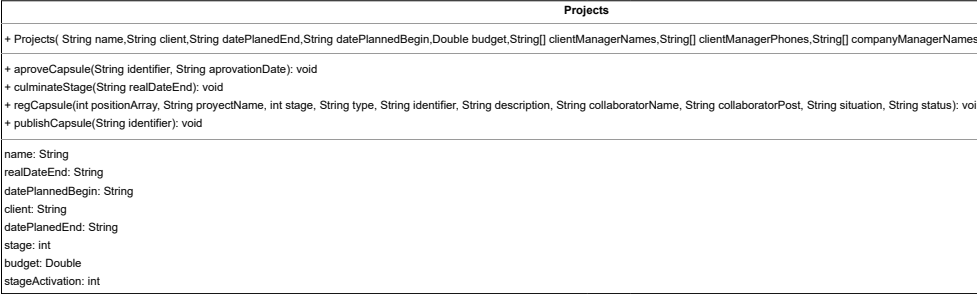 Projects
+ Projects( String name,String client,String datePlanedEnd,String datePlannedBegin,Double budget,String[] clientManagerNames,String[] clientManagerPhones,String[] companyManagerNames
+ aproveCapsule(String identifier, String aprovationDate): void
+ culminateStage(String realDateEnd): void
+ regCapsule(int positionArray, String proyectName, int stage, String type, String identifier, String description, String collaboratorName, String collaboratorPost, String situation, String status): voi
+ publishCapsule(String identifier): void
name: String
realDateEnd: String
datePlannedBegin: String
client: String
datePlanedEnd: String
stage: int
budget: Double
stageActivation: int